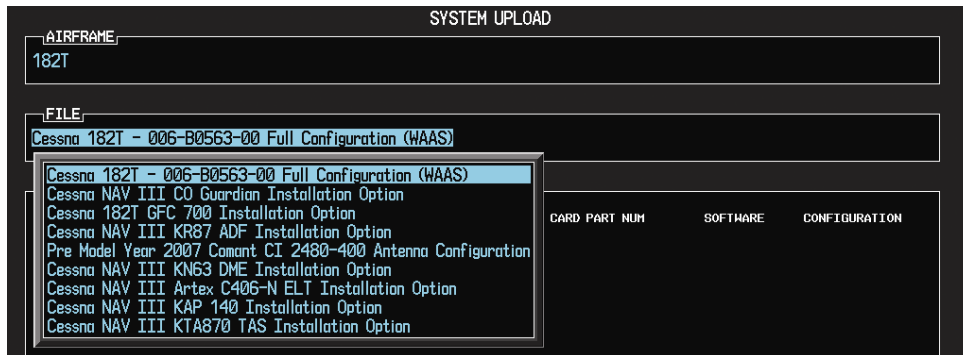 SYSTEM UPLOAD
AIRFRAME
182T
FILE
Cessna 182T - 006-B0563-00 Full Configuration (WAAS)
Cessna 182T - 006-B0563-00 Full Configuration (WAAS)
Cessna NAV III CO Guardian Installation Option
Cessna 182T GFC 700 Installation Option
CARD PART NUM SOFTWARE CONFIGURATION
Cessna NAV III KR87 ADF Installation Option
Pre Model Year 2007 Comant CI 2480-400 Antenna Configuration
Cessna NAV III KN63 DME Installation Option
Cessna NAV III Artex C406-N ELT Installation Option
Cessna NAV III KAP 140 Installation Option
Cessna NAV III KTA870 TAS Installation Option